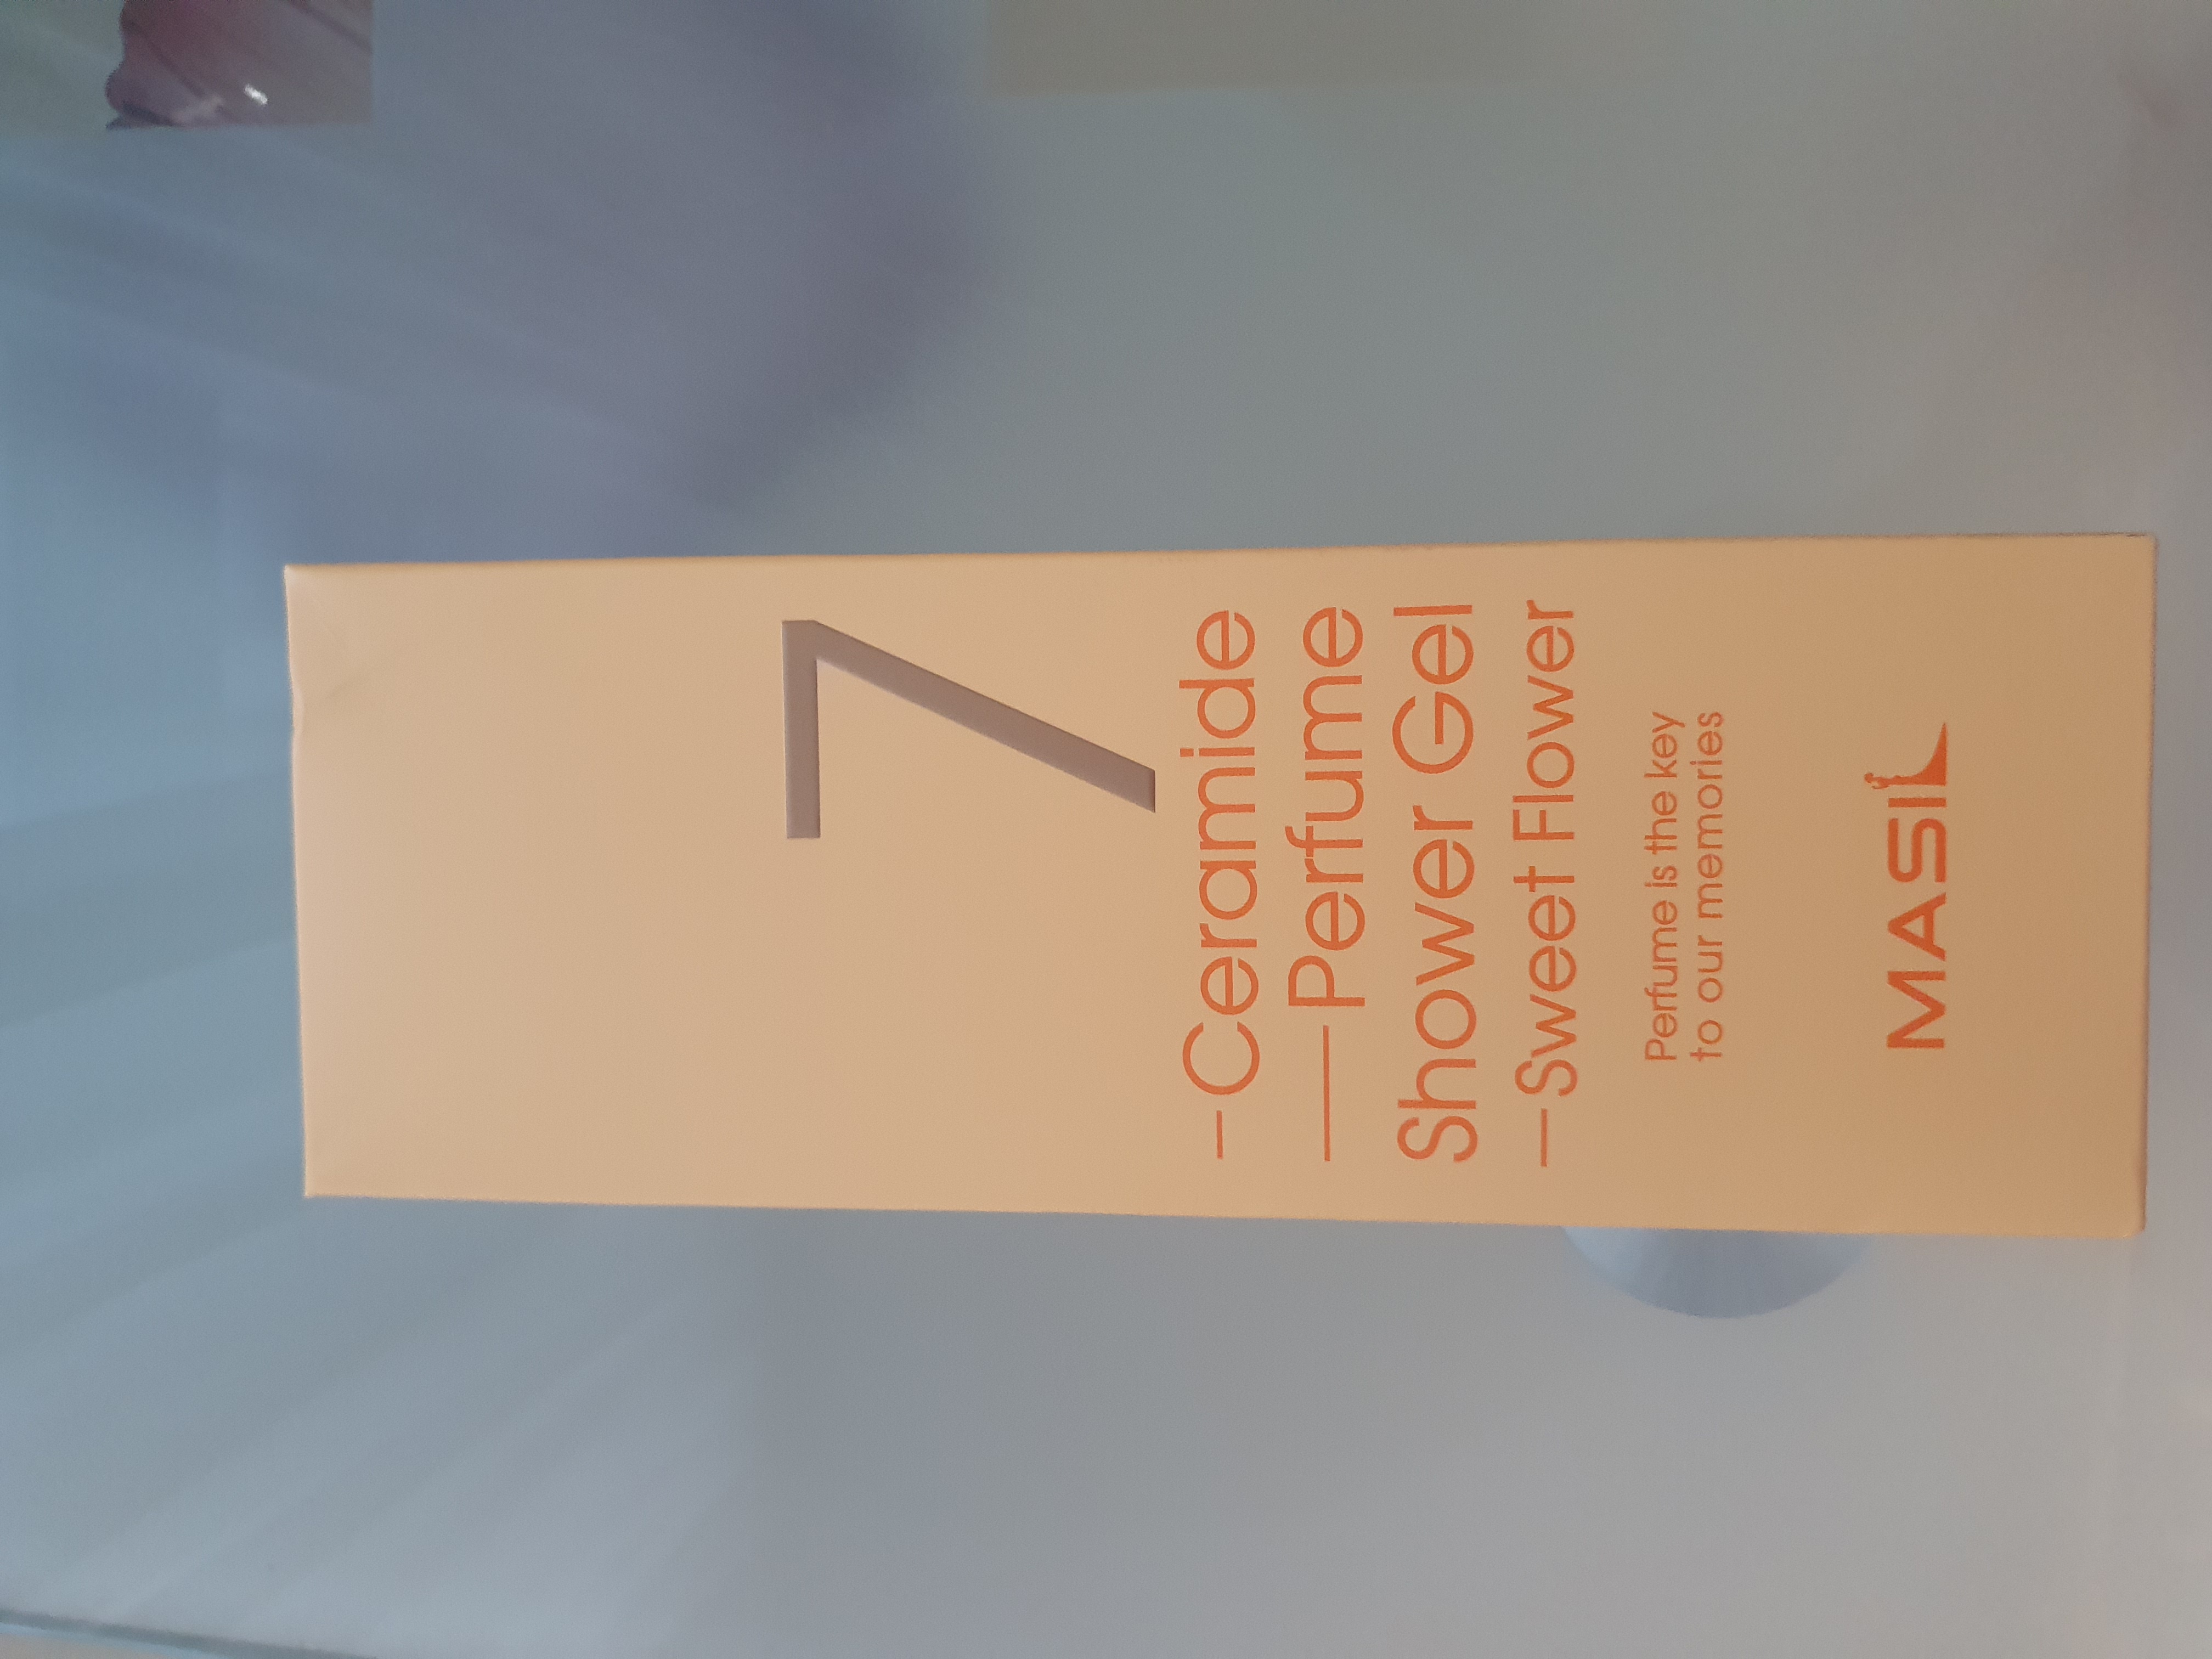 7
–Ceramide
—Perfume
Shower Gel
–Sweet Flower
Perfume is the key
to our memories
MASIL